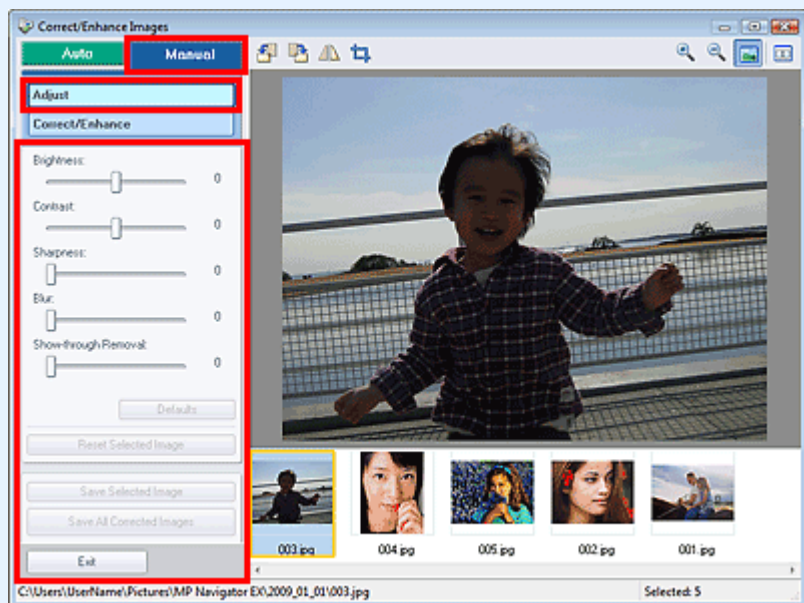 Correct/Enhance Images
Auto
Manual
Adjust
Correct/Enhance
Brightness:
0
Contrast:
0
Sharpness:
0
Blur:
0
Show-through Removal:
0
Defaults
Reset Selected Image
Save Selected Image
Save All Corrected Images
Exit
003.jpg
004.jpg
005.jpg
002.jpg
001.jpg
C:\Users\UserName\Pictures\MP Navigator EX\2009_01_01\003.jpg
Selected: 5